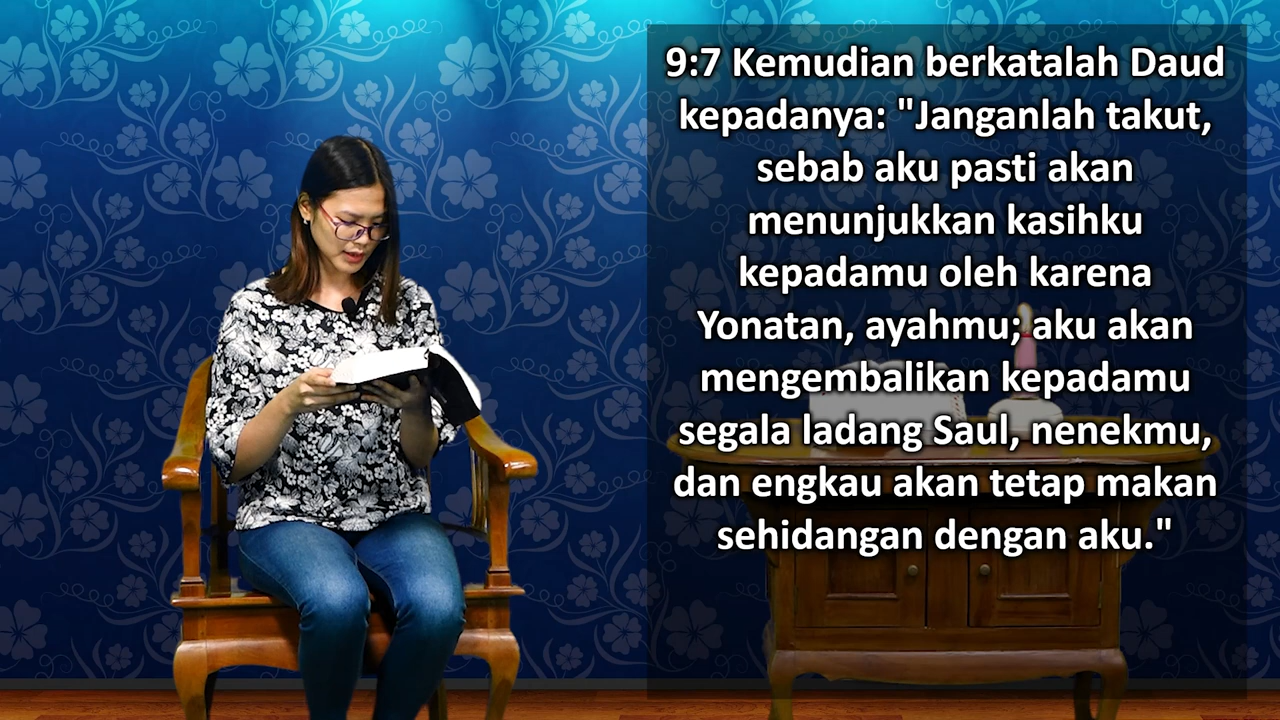 9:7 Kemudian berkatalah Daud
kepadanya: "Janganlah takut,
sebab aku pasti akan
menunjukkan kasihku
kepadamu oleh karena
Yonatan, ayahmu; aku akan
mengembalikan kepadamu
segala ladang Saul, nenekmu,
dan engkau akan tetap makan
sehidangan dengan aku."